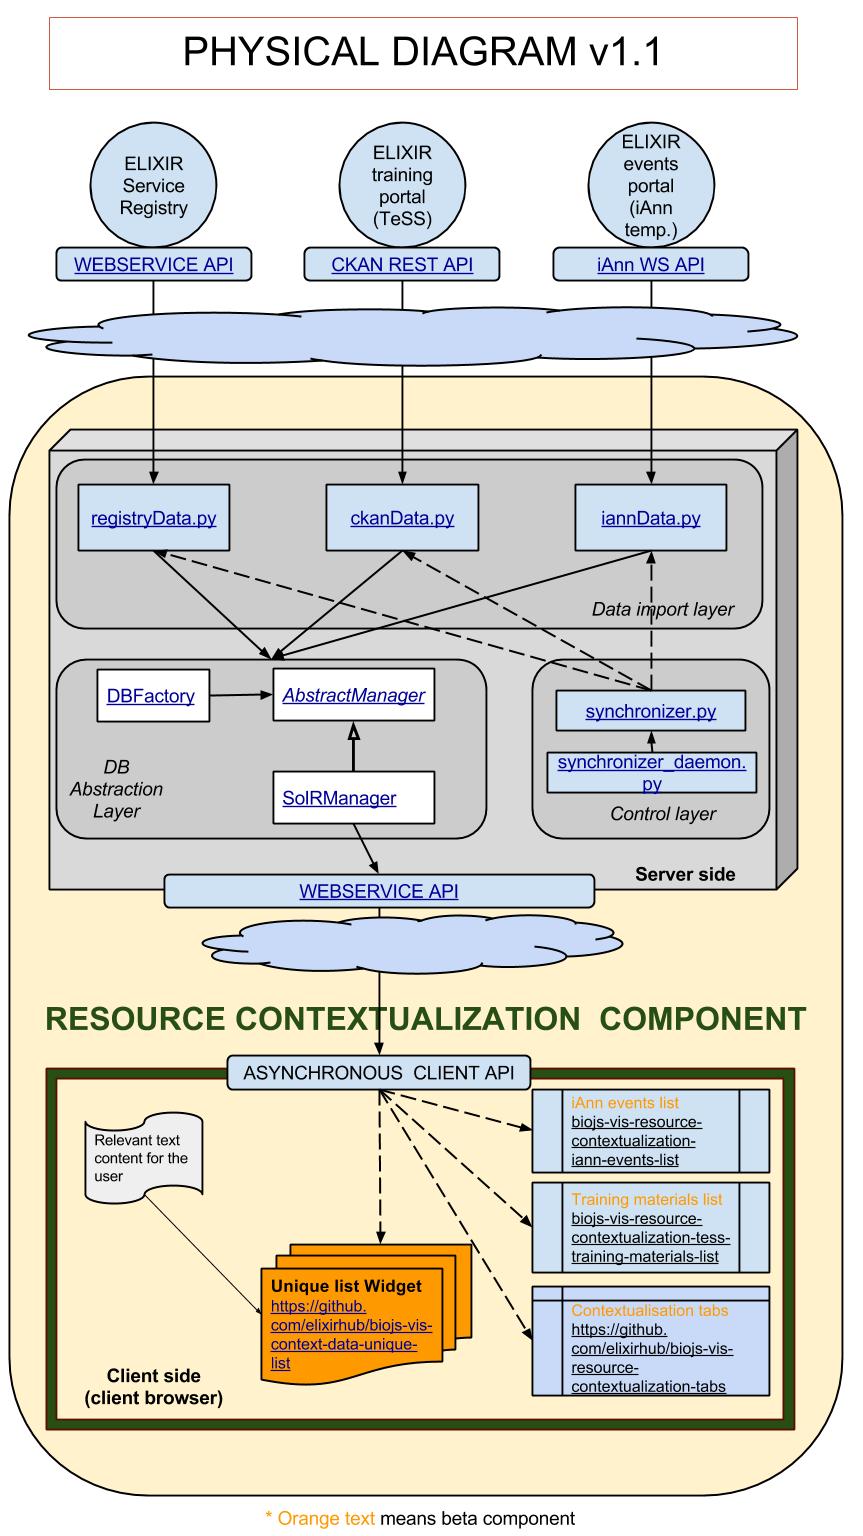 PHYSICAL DIAGRAM v1.1
ELIXIR
Service
Registry
ELIXIR
training
portal
(TeSS)
ELIXIR
events
portal
(iAnn
temp.)
WEBSERVICE API
CKAN REST API
iAnn WS API
registryData.py
ckanData.py
iannData.py
Data import layer
DBFactory
AbstractManager
synchronizer.py
synchronizer_daemon.
py
DB
Abstraction
Layer
SolRManager
Control layer
Server side
WEBSERVICE API
RESOURCE CONTEXTUALIZATION COMPONENT
ASYNCHRONOUS CLIENT API
Relevant text
content for the
user
iAnn events list
biojs-vis-resource-
contextualization-
iann-events-list
Training materials list
biojs-vis-resource-
contextualization-tess-
training-materials-list
Unique list Widget
https://github.
com/elixirhub/biojs-vis-
context-data-unique-
list
Contextualisation tabs
https://github.
com/elixirhub/biojs-vis-
resource-
contextualization-tabs
Client side
(client browser)
* Orange text means beta component